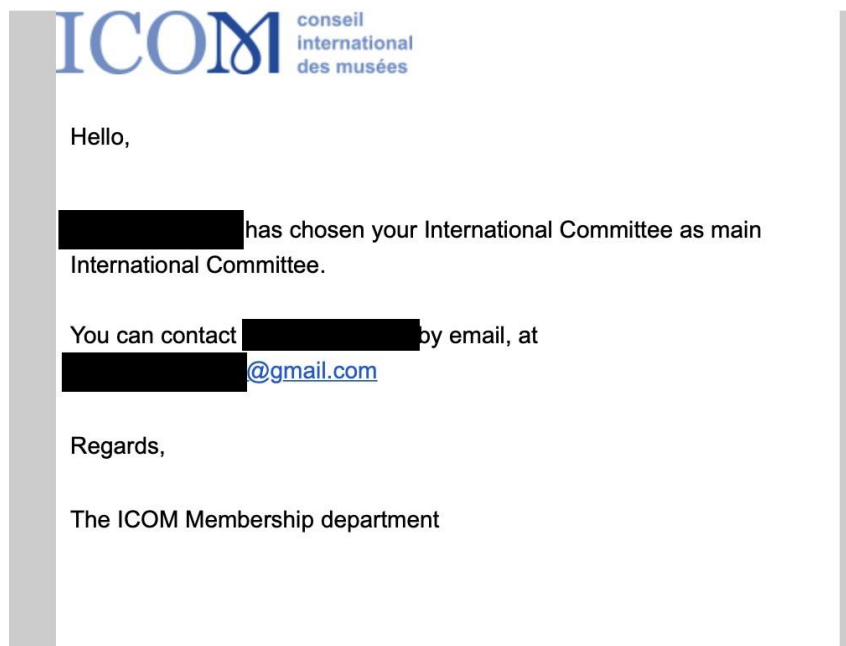 ICOM
conseil
international
des musées
Hello,
has chosen your International Committee as main
International Committee.
You can contact by email, at
@gmail.com
Regards,
The ICOM Membership department